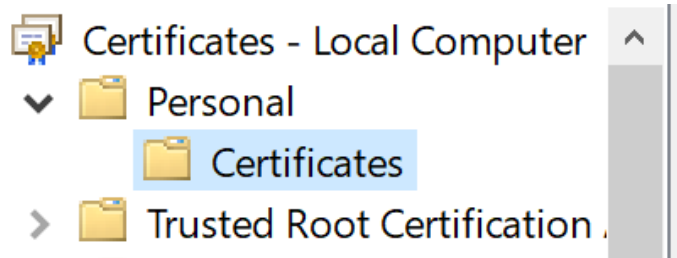 Certificates - Local Computer
Personal
Certificates
Trusted Root Certification